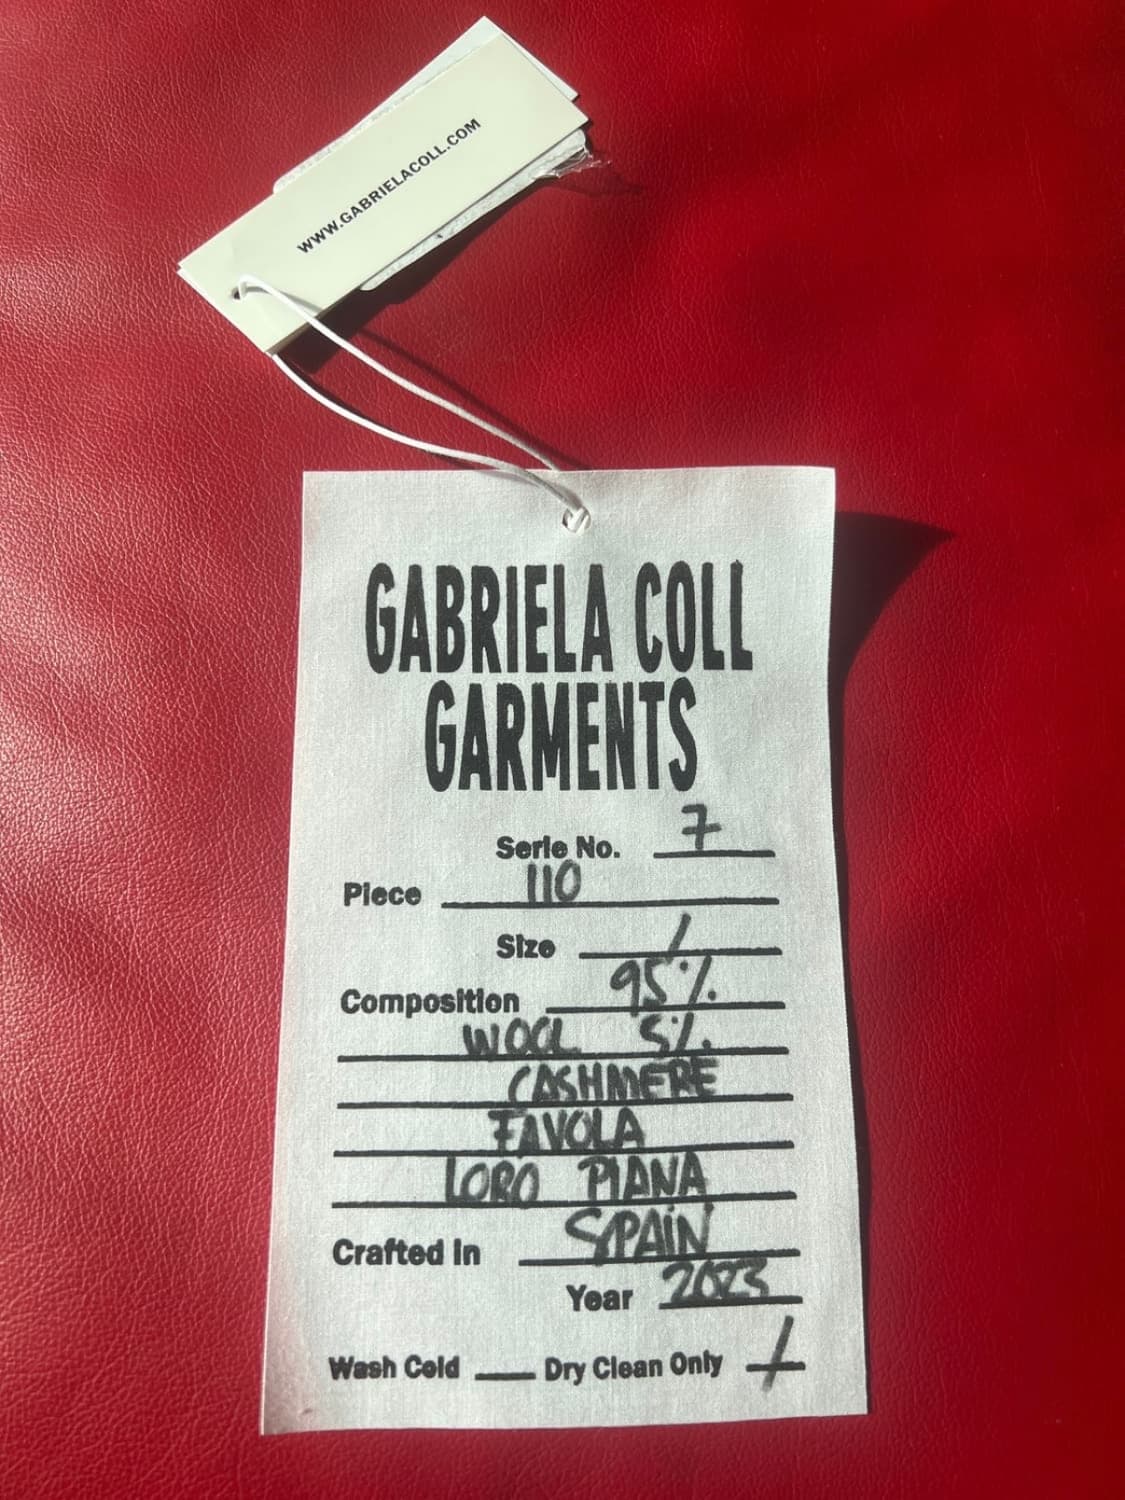 WWW.GABRIELACOLL.COM
GABRIELA COLL
GARMENTS
Serie No. 7
Piece 110
Size /
Composition 95%
WOOL 5%
CASHMERE
FAVOLA
LORO PIANA
Crafted in SPAIN
Year 2023
Wash Cold ___ Dry Clean Only /